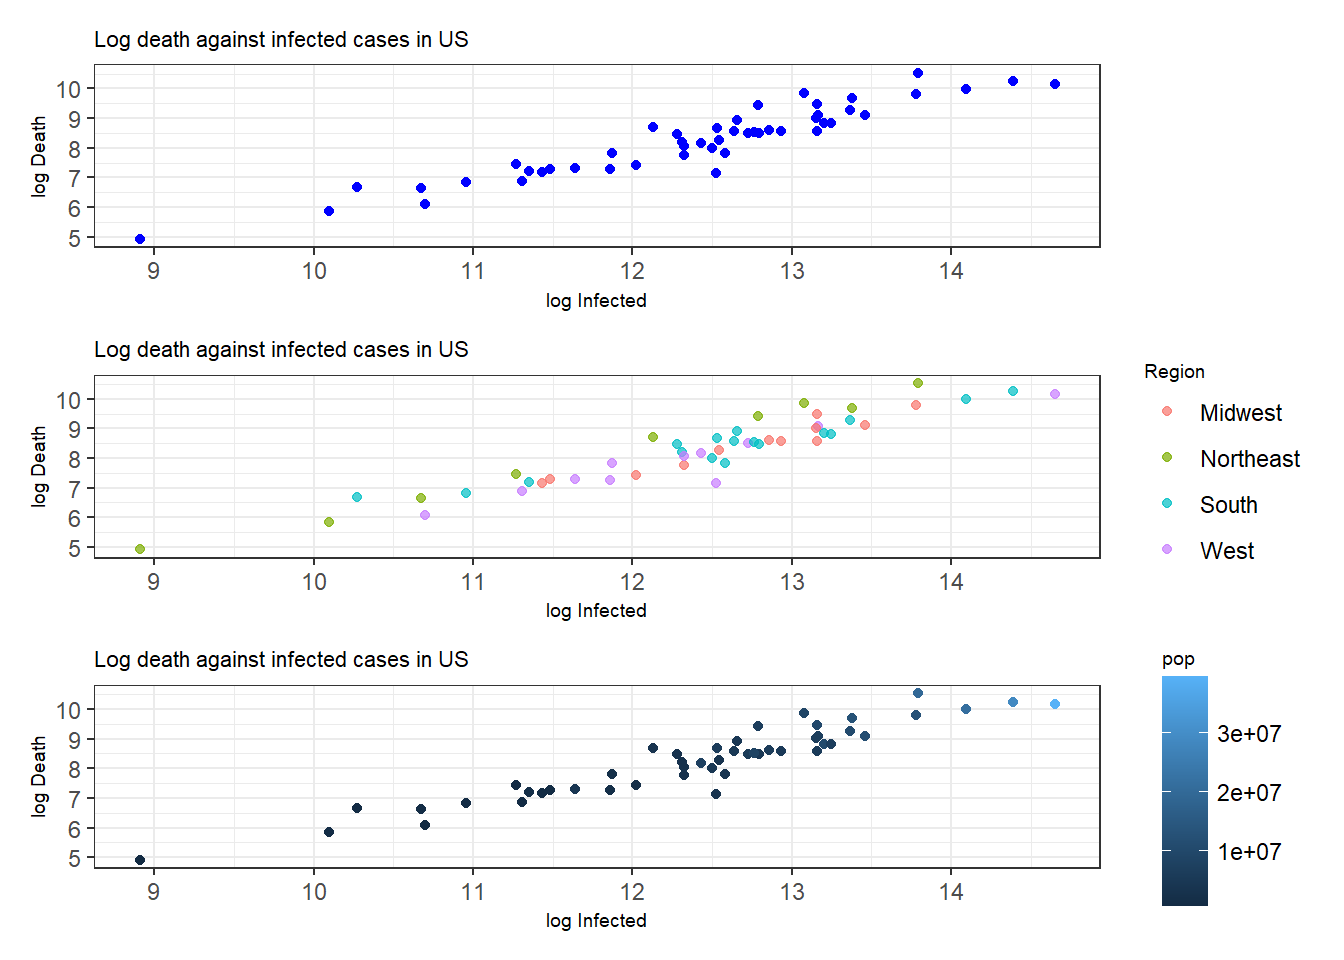 Log death against infected cases in US
log Death
10
9
8
7
6
5
9 10 11 12 13 14
log Infected
Log death against infected cases in US
log Death
10
9
8
7
6
5
9 10 11 12 13 14
log Infected
Region
Midwest
Northeast
South
West
Log death against infected cases in US
log Death
10
9
8
7
6
5
9 10 11 12 13 14
log Infected
pop
3e+07
2e+07
1e+07